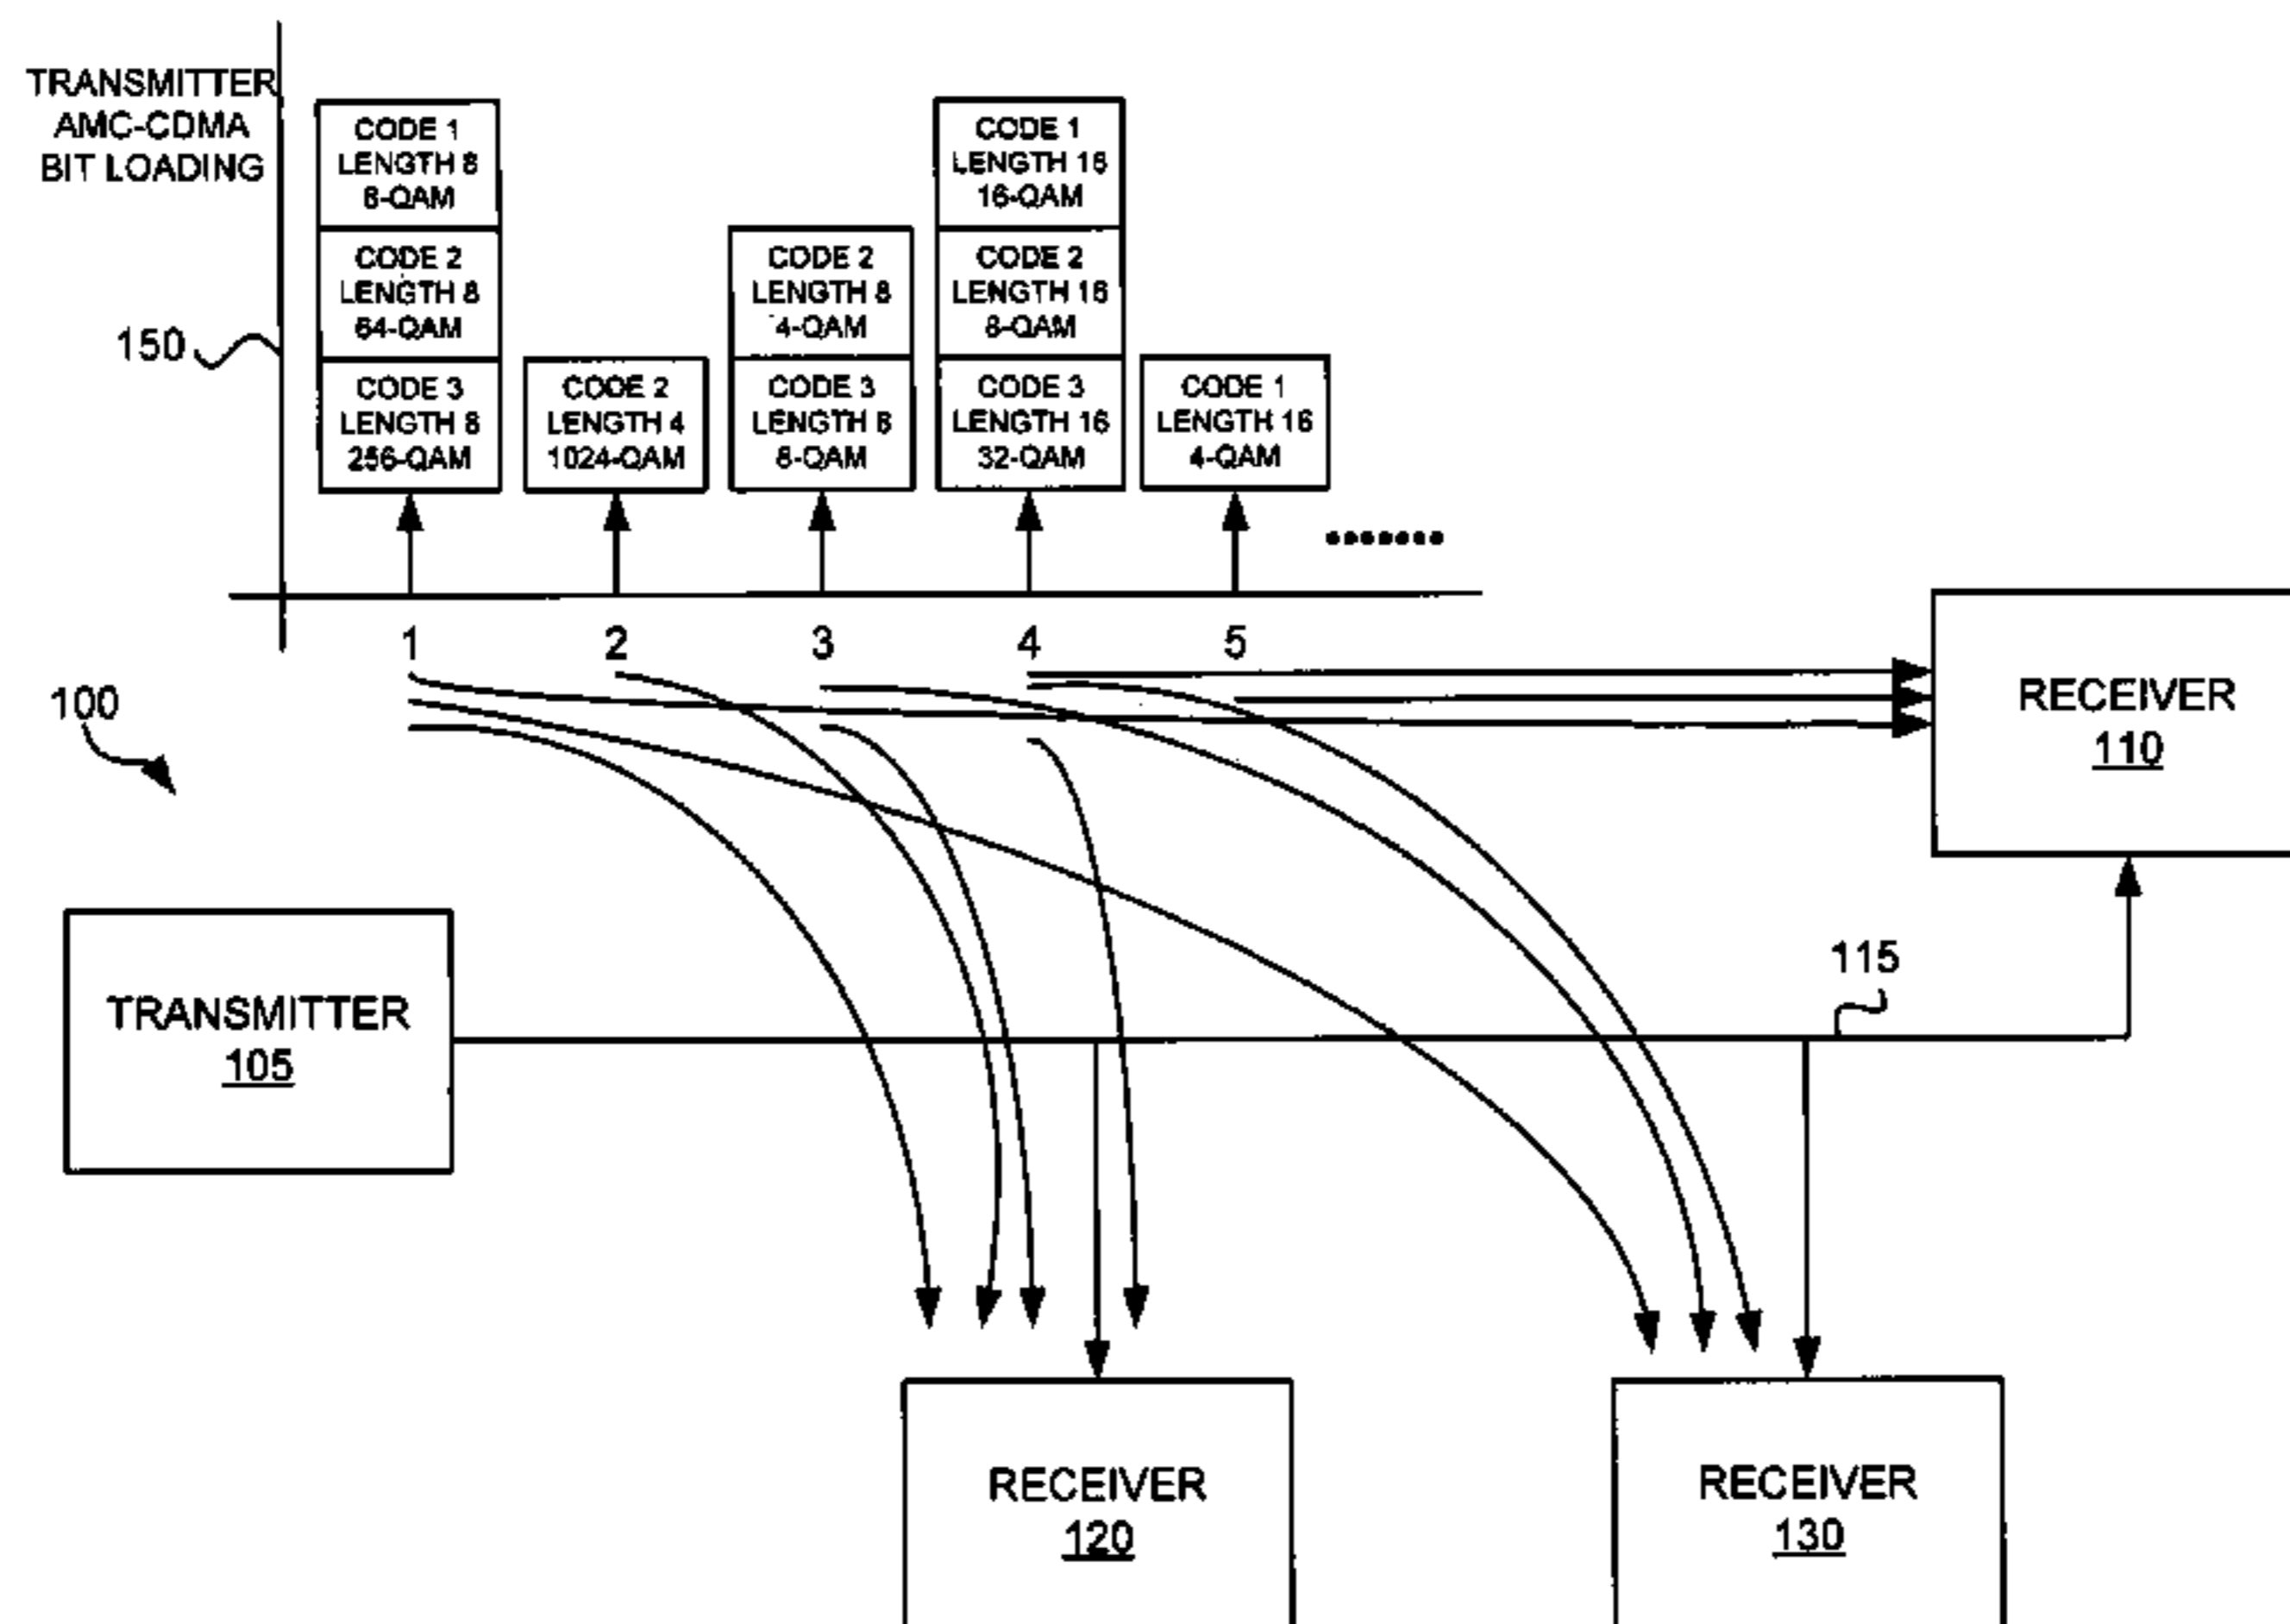 TRANSMITTER
AMC-CDMA
BIT LOADING
150
CODE 1
LENGTH 8
8-QAM
CODE 2
LENGTH 8
64-QAM
CODE 3
LENGTH 8
256-QAM
CODE 2
LENGTH 4
1024-QAM
CODE 2
LENGTH 8
4-QAM
CODE 3
LENGTH 8
8-QAM
CODE 1
LENGTH 16
16-QAM
CODE 2
LENGTH 16
8-QAM
CODE 3
LENGTH 16
32-QAM
CODE 1
LENGTH 16
4-QAM
.......
1 2 3 4 5
100
RECEIVER
110
TRANSMITTER
105
115
RECEIVER
120
RECEIVER
130